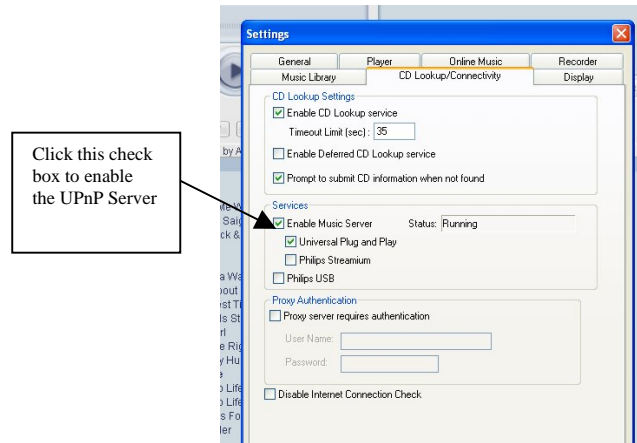 Settings
General Player Online Music Recorder
Music Library CD Lookup/Connectivity Display
CD Lookup Settings
Enable CD Lookup service
Timeout Limit (sec) : 35
Enable Deferred CD Lookup service
Prompt to submit CD information when not found
Click this check
box to enable
the UPnP Server
by A
Services
Enable Music Server Status: Running
Universal Plug and Play
Philips Streamium
Philips USB
Proxy Authentication
Proxy server requires authentication
User Name:
Password:
Disable Internet Connection Check